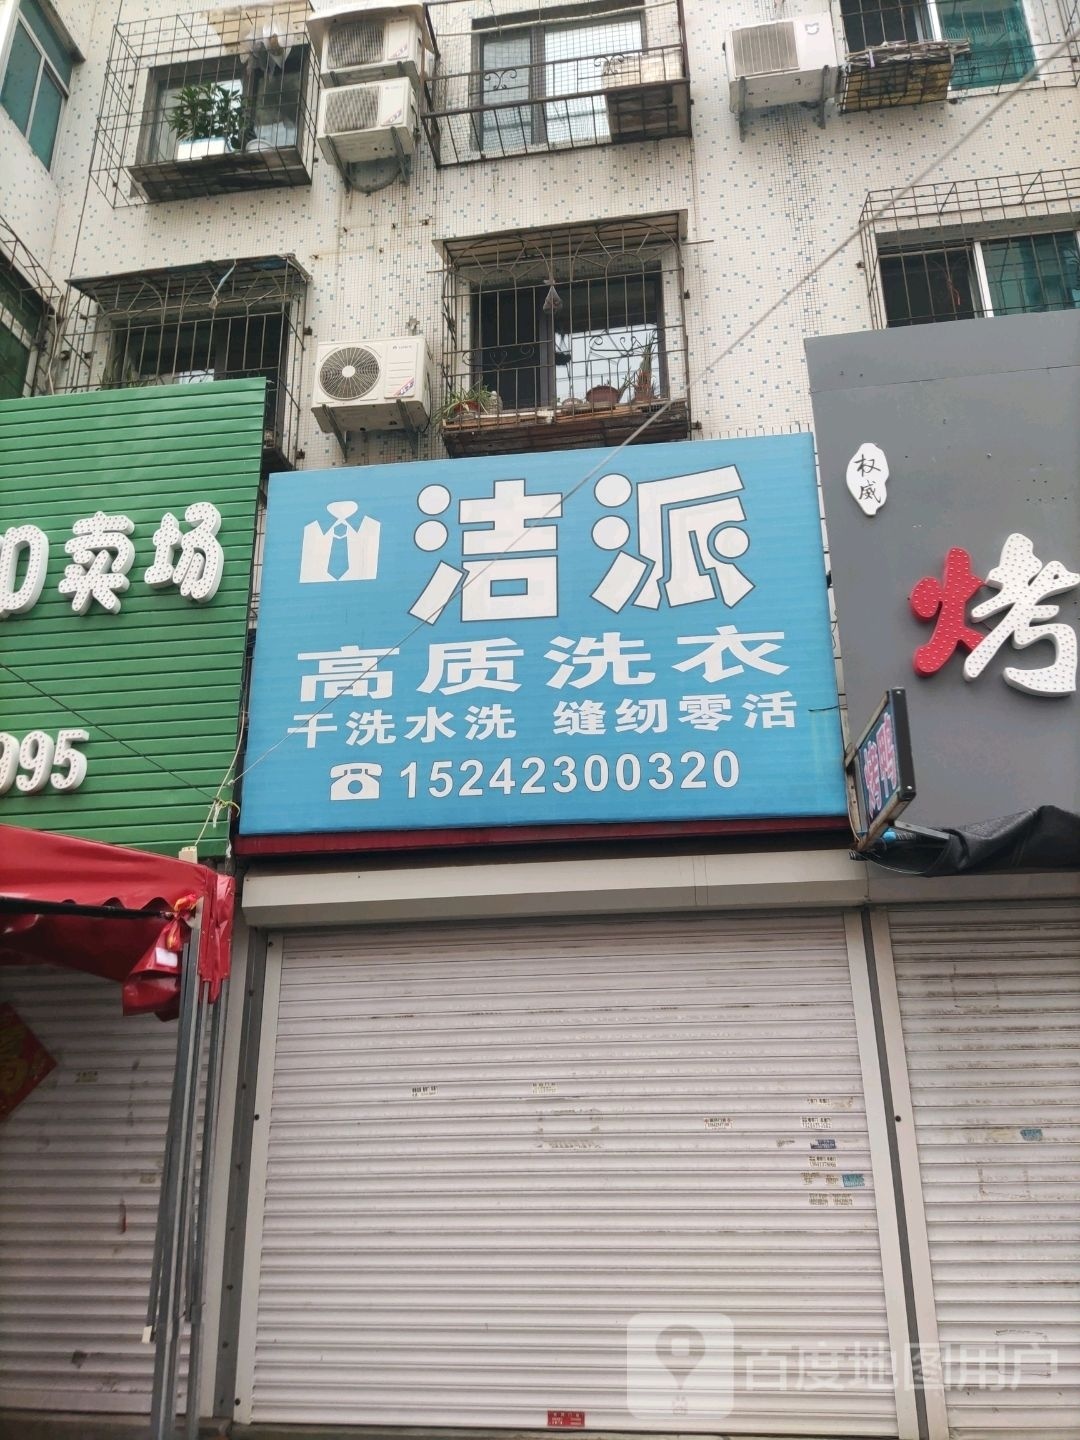 卖场
095
洁派
高质洗衣
干洗水洗 缝纫零活
☎15242300320
权威
烤
百度地图用户